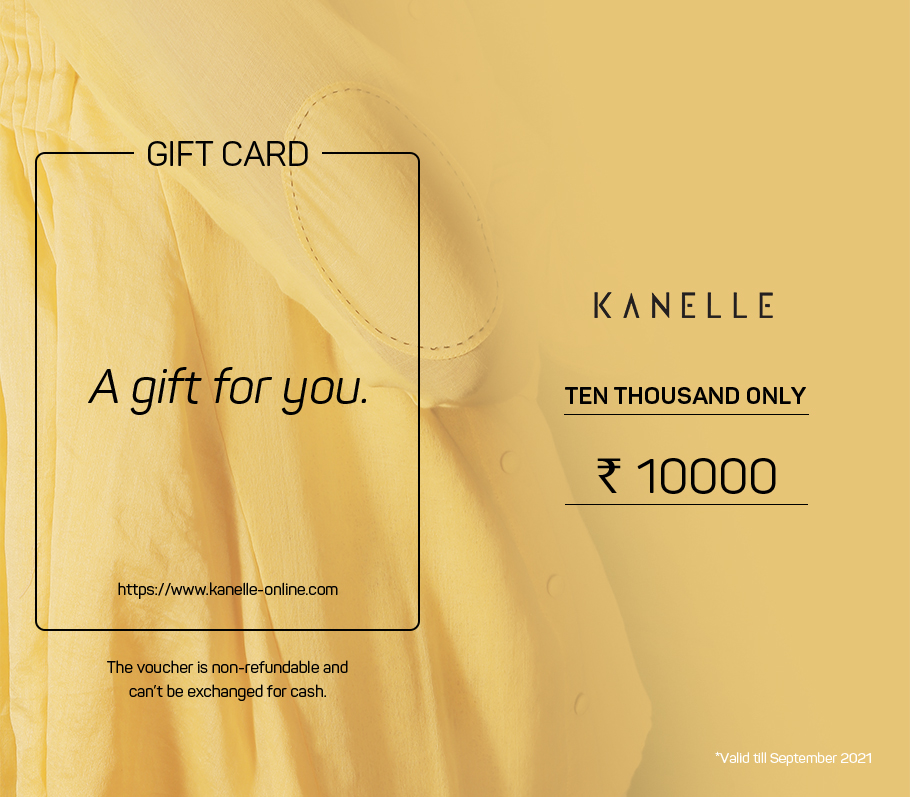 GIFT CARD
A gift for you.
https://www.kanelle-online.com
The voucher is non-refundable and
can't be exchanged for cash.
KANELLE
TEN THOUSAND ONLY
₹ 10000
*Valid till September 2021